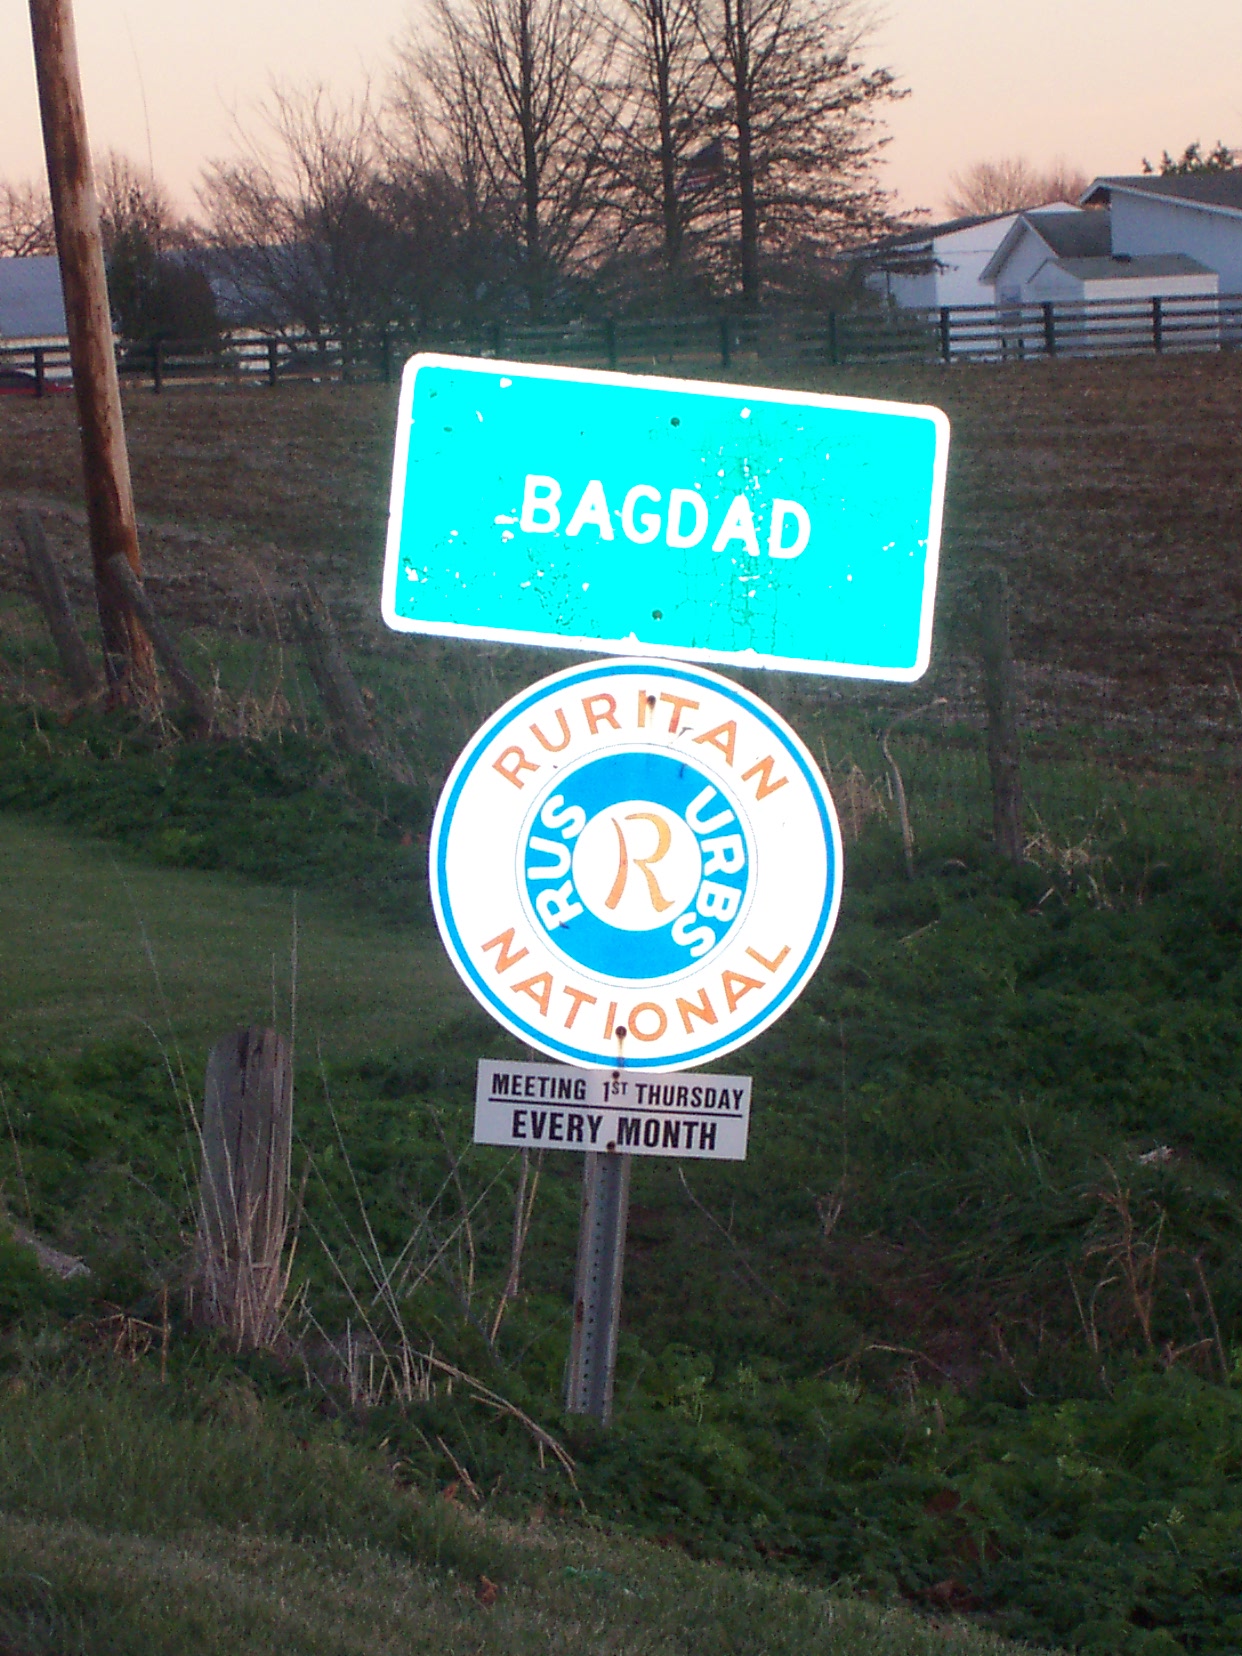 BAGDAD
RURITAN
RUS
R
URBS
NATIONAL
MEETING 1ST THURSDAY
EVERY MONTH